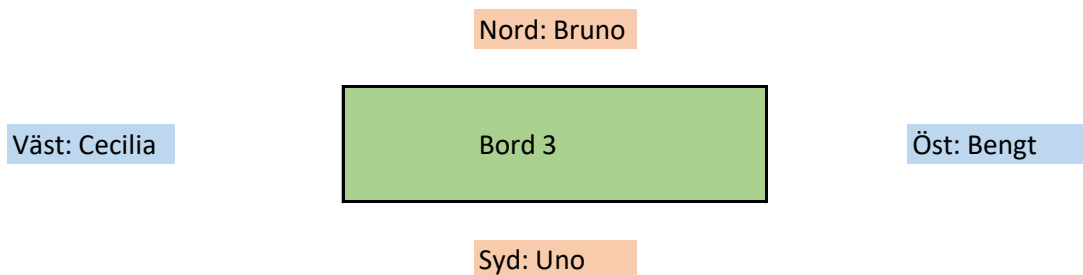 Nord: Bruno
Väst: Cecilia
Bord 3
Öst: Bengt
Syd: Uno